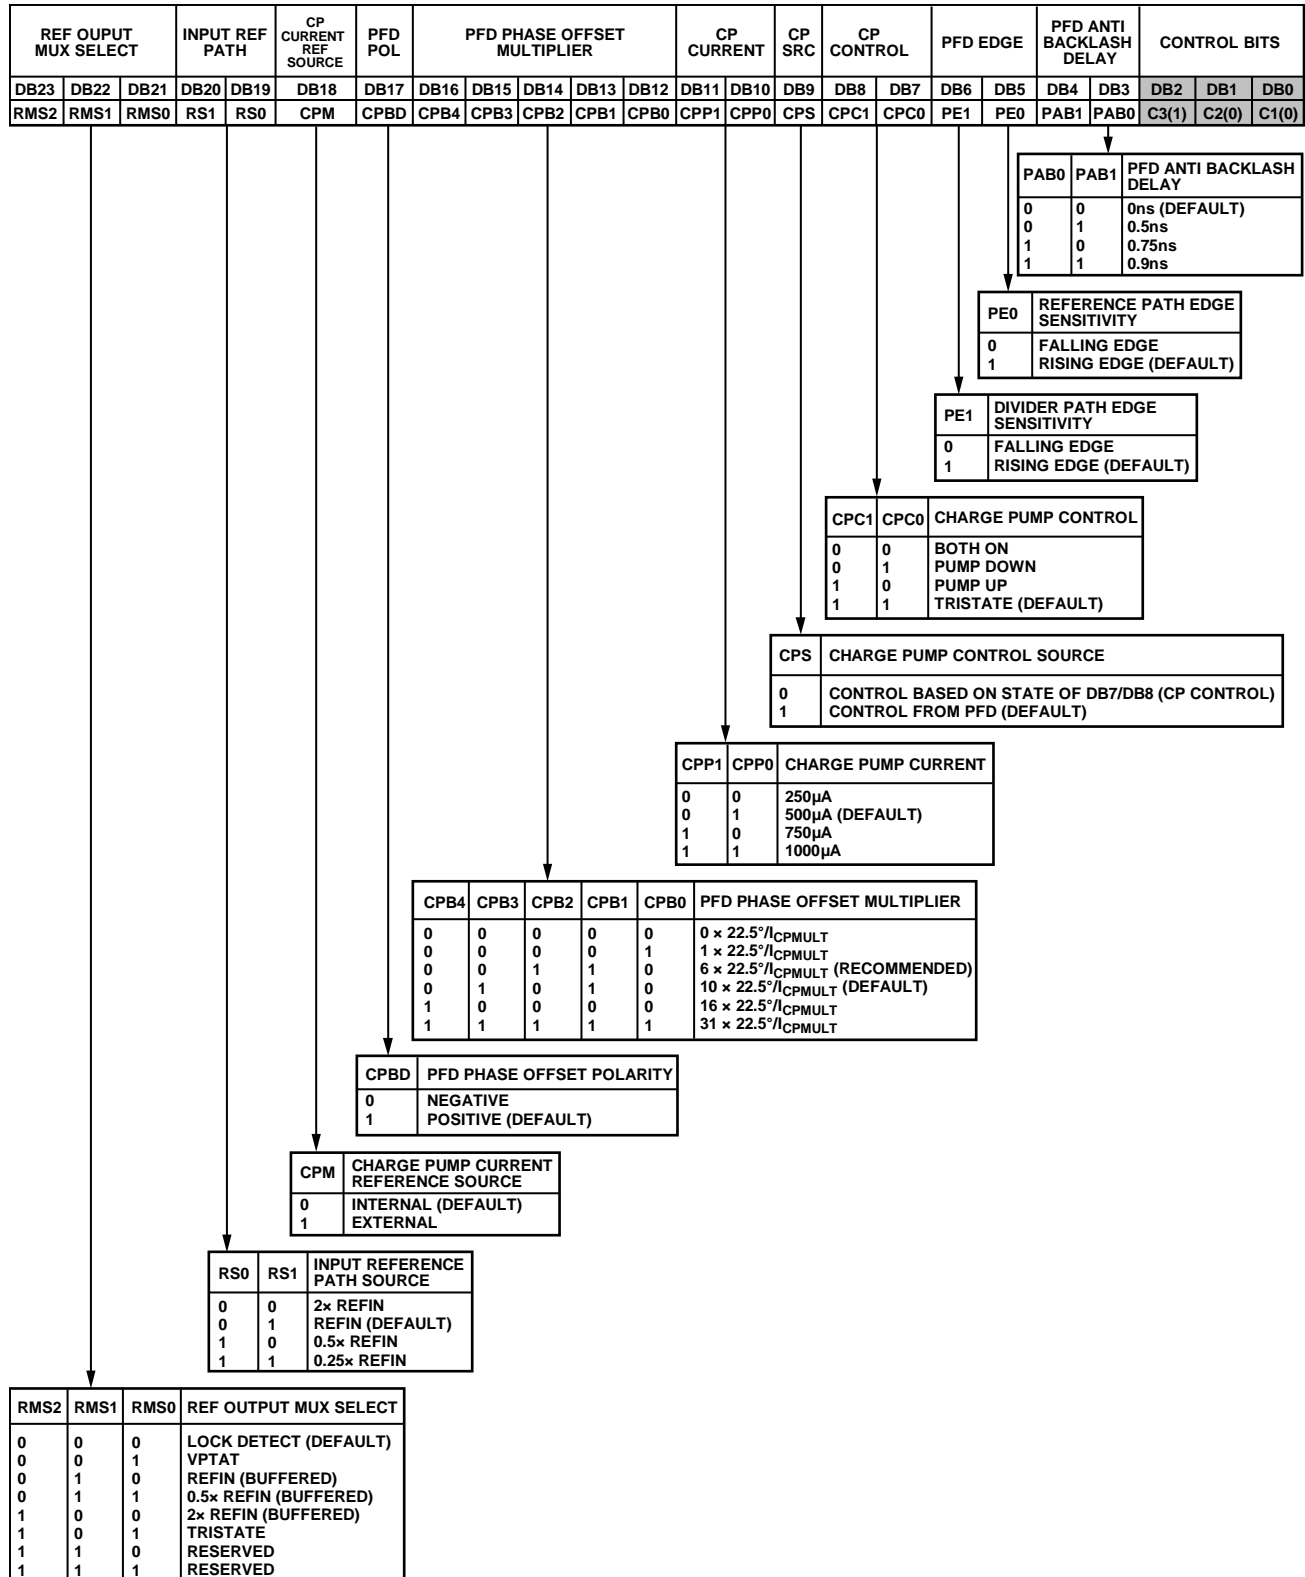 REF OUPUT MUX SELECT | INPUT REF PATH | CP CURRENT REF SOURCE | PFD POL | PFD PHASE OFFSET MULTIPLIER | CP CURRENT | CP SRC | CP CONTROL | PFD EDGE | PFD ANTI BACKLASH DELAY | CONTROL BITS
DB23 DB22 DB21 DB20 DB19 DB18 DB17 DB16 DB15 DB14 DB13 DB12 DB11 DB10 DB9 DB8 DB7 DB6 DB5 DB4 DB3 DB2 DB1 DB0
RMS2 RMS1 RMS0 RS1 RS0 CPM CPBD CPB4 CPB3 CPB2 CPB1 CPB0 CPP1 CPP0 CPS CPC1 CPC0 PE1 PE0 PAB1 PAB0 C3(1) C2(0) C1(0)
PAB0 PAB1 PFD ANTI BACKLASH DELAY
0 0 0ns (DEFAULT)
0 1 0.5ns
1 0 0.75ns
1 1 0.9ns
PE0 REFERENCE PATH EDGE SENSITIVITY
0 FALLING EDGE
1 RISING EDGE (DEFAULT)
PE1 DIVIDER PATH EDGE SENSITIVITY
0 FALLING EDGE
1 RISING EDGE (DEFAULT)
CPC1 CPC0 CHARGE PUMP CONTROL
0 0 BOTH ON
0 1 PUMP DOWN
1 0 PUMP UP
1 1 TRISTATE (DEFAULT)
CPS CHARGE PUMP CONTROL SOURCE
0 CONTROL BASED ON STATE OF DB7/DB8 (CP CONTROL)
1 CONTROL FROM PFD (DEFAULT)
CPP1 CPP0 CHARGE PUMP CURRENT
0 0 250µA
0 1 500µA (DEFAULT)
1 0 750µA
1 1 1000µA
CPB4 CPB3 CPB2 CPB1 CPB0 PFD PHASE OFFSET MULTIPLIER
0 0 0 0 0 0 × 22.5°/ICPMULT
0 0 0 0 1 1 × 22.5°/ICPMULT
0 0 1 1 0 6 × 22.5°/ICPMULT (RECOMMENDED)
0 1 0 1 0 10 × 22.5°/ICPMULT (DEFAULT)
1 0 0 0 0 16 × 22.5°/ICPMULT
1 1 1 1 1 31 × 22.5°/ICPMULT
CPBD PFD PHASE OFFSET POLARITY
0 NEGATIVE
1 POSITIVE (DEFAULT)
CPM CHARGE PUMP CURRENT REFERENCE SOURCE
0 INTERNAL (DEFAULT)
1 EXTERNAL
RS0 RS1 INPUT REFERENCE PATH SOURCE
0 0 2× REFIN
0 1 REFIN (DEFAULT)
1 0 0.5× REFIN
1 1 0.25× REFIN
RMS2 RMS1 RMS0 REF OUTPUT MUX SELECT
0 0 0 LOCK DETECT (DEFAULT)
0 0 1 VPTAT
0 1 0 REFIN (BUFFERED)
0 1 1 0.5× REFIN (BUFFERED)
1 0 0 2× REFIN (BUFFERED)
1 0 1 TRISTATE
1 1 0 RESERVED
1 1 1 RESERVED